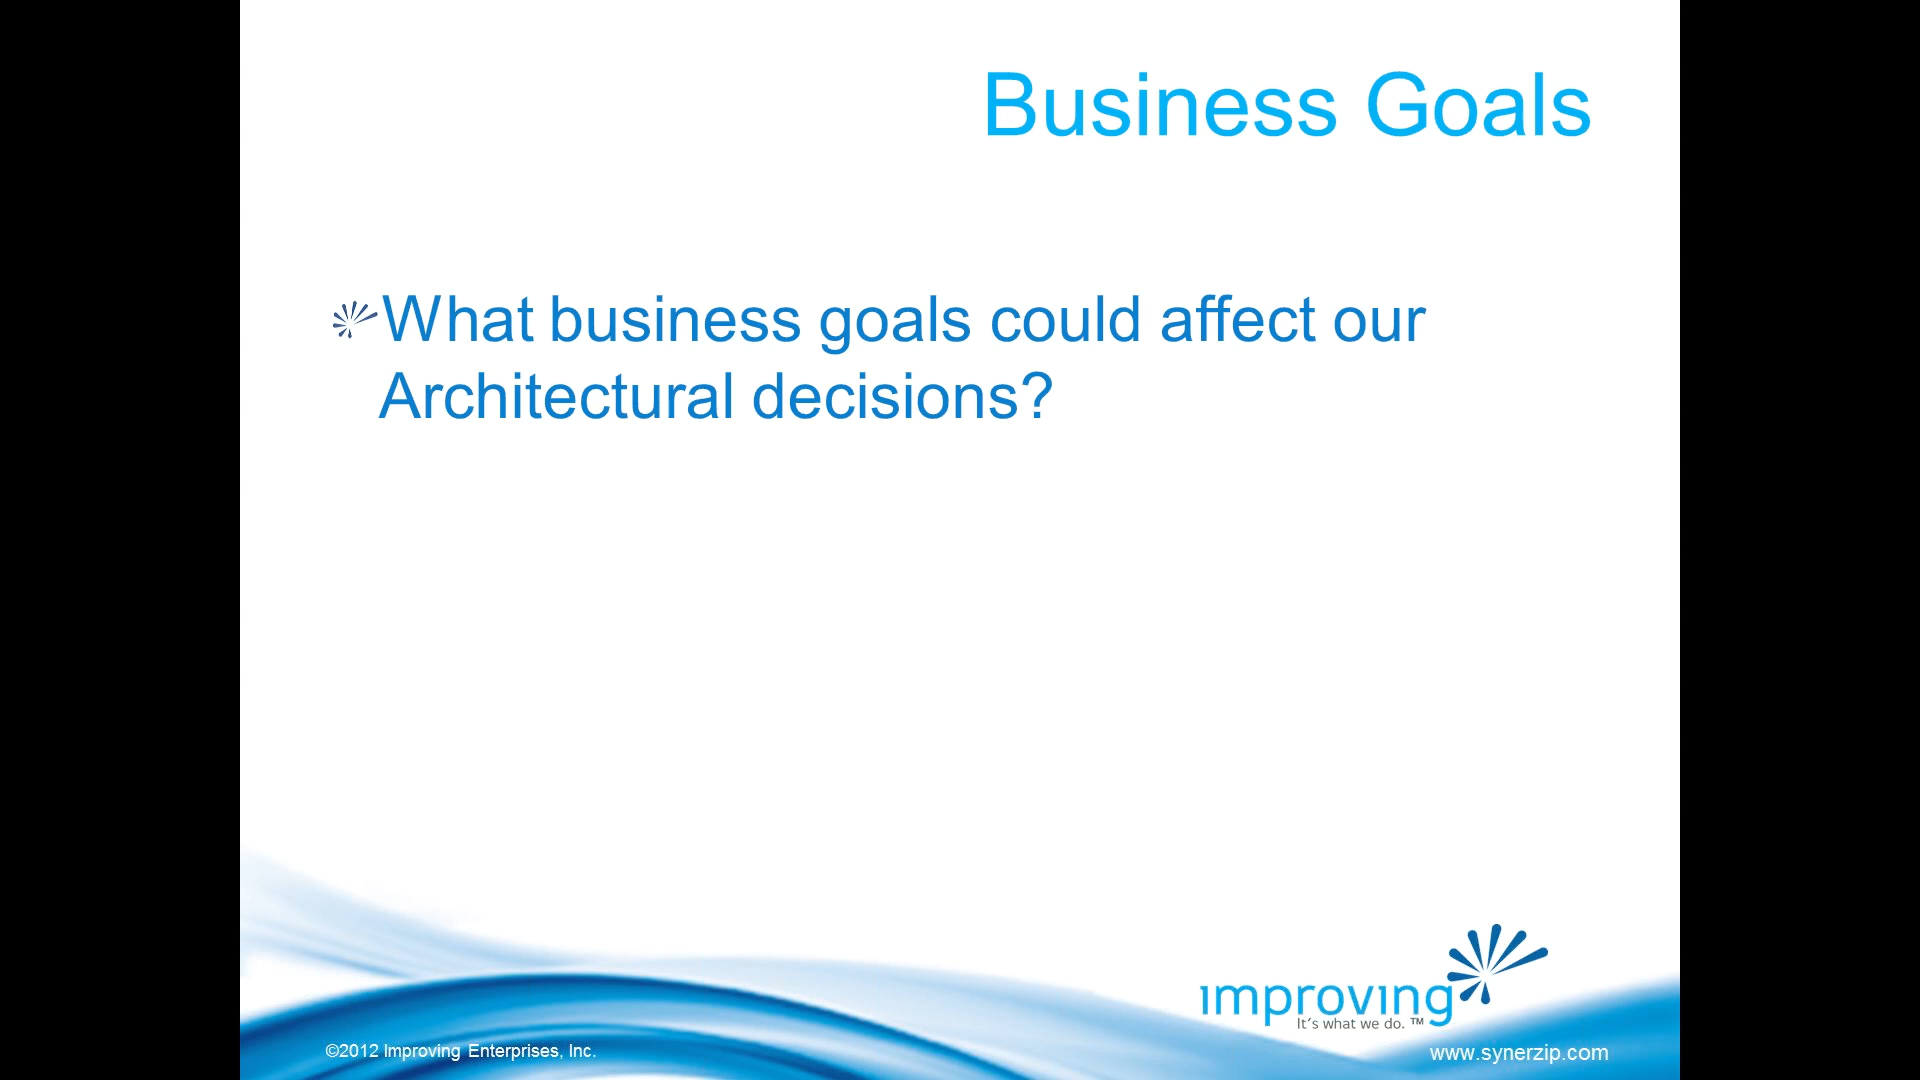 Business Goals
What business goals could affect our
Architectural decisions?
improving
It's what we do. ™
©2012 Improving Enterprises, Inc.
www.synerzip.com